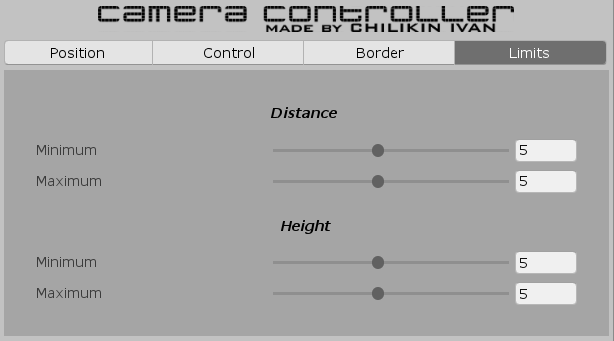 camera controller
MADE BY CHILIKIN IVAN
Position Control Border Limits
Distance
Minimum 5
Maximum 5
Height
Minimum 5
Maximum 5